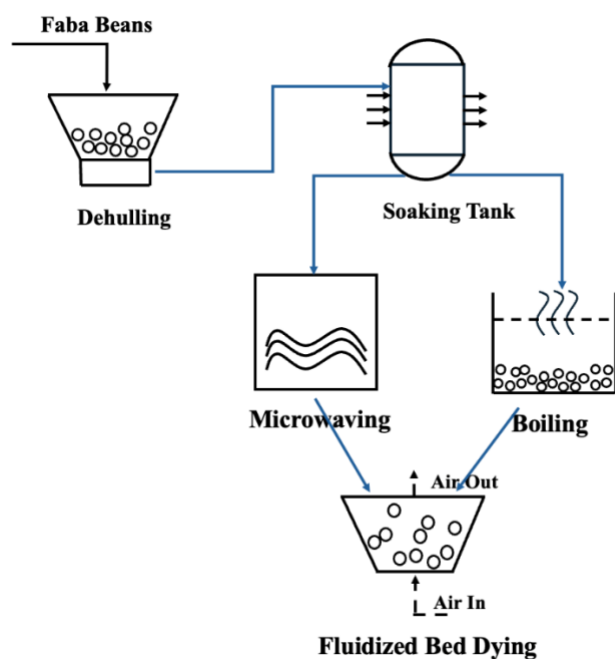 Faba Beans
Dehulling
Soaking Tank
Microwaving
Boiling
Air Out
Air In
Fluidized Bed Dying